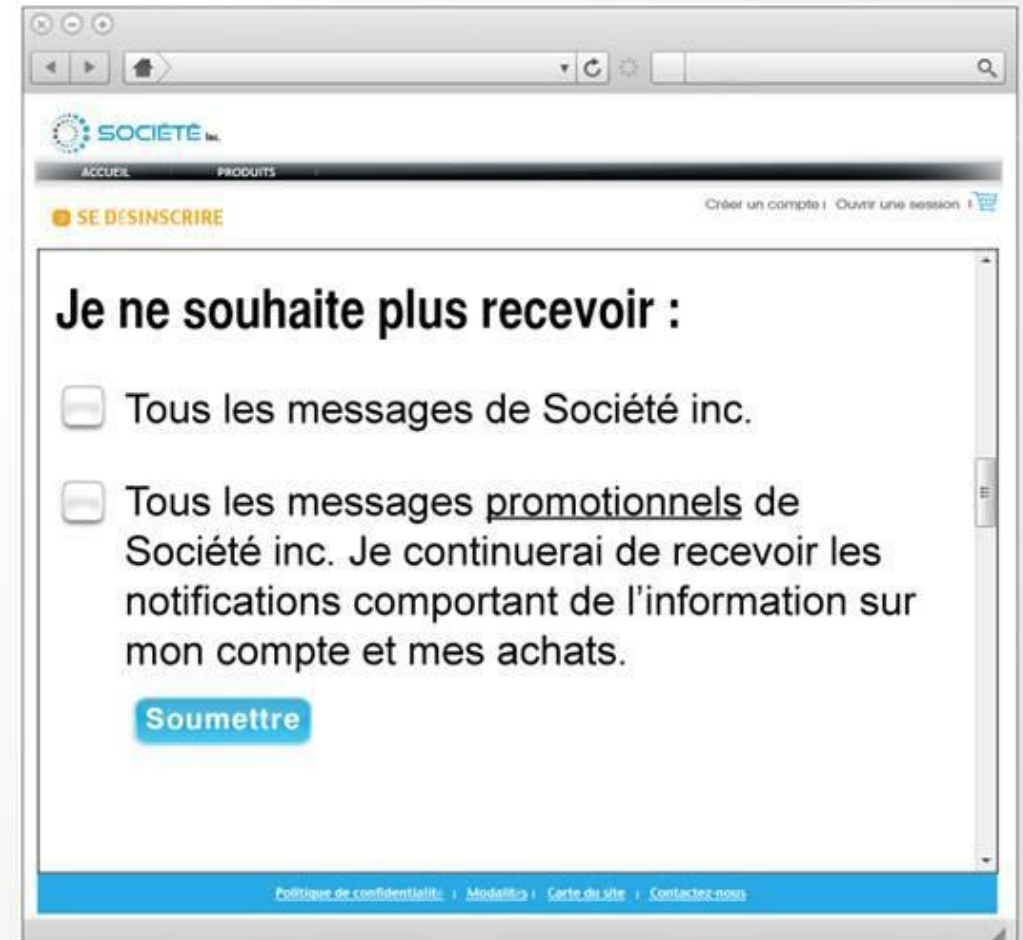 SOCIÉTÉ Inc.
ACCUEIL PRODUITS
Créer un compte | Ouvrir une session |
SE DÉSINSCRIRE
Je ne souhaite plus recevoir :
Tous les messages de Société inc.
Tous les messages promotionnels de
Société inc. Je continuerai de recevoir les
notifications comportant de l’information sur
mon compte et mes achats.
Soumettre
Politique de confidentialité | Modalités | Carte du site | Contactez-nous